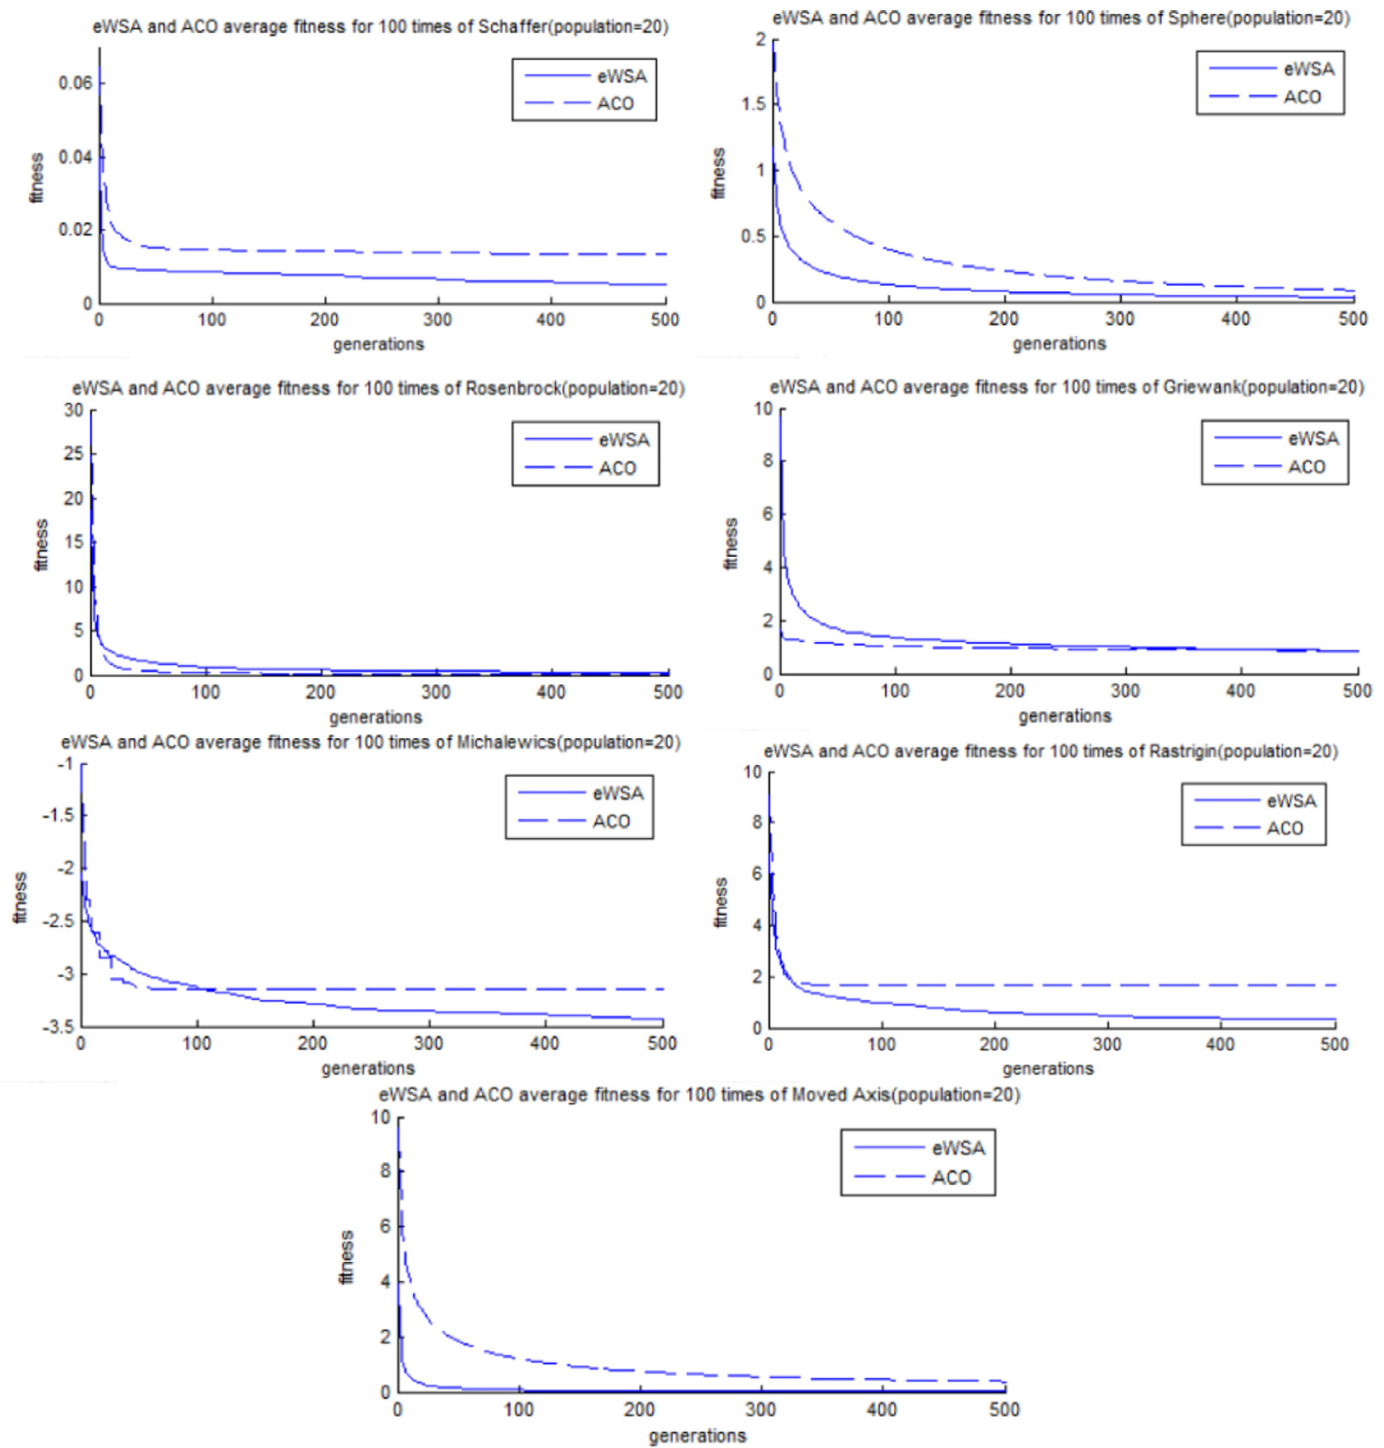 eWSA and ACO average fitness for 100 times of Schaffer(population=20)
eWSA
ACO
fitness
0.06
0.04
0.02
0
0 100 200 300 400 500
generations
eWSA and ACO average fitness for 100 times of Sphere(population=20)
eWSA
ACO
fitness
2
1.5
1
0.5
0
0 100 200 300 400 500
generations
eWSA and ACO average fitness for 100 times of Rosenbrock(population=20)
eWSA
ACO
fitness
30
25
20
15
10
5
0
0 100 200 300 400 500
generations
eWSA and ACO average fitness for 100 times of Griewank(population=20)
eWSA
ACO
fitness
10
8
6
4
2
0
0 100 200 300 400 500
generations
eWSA and ACO average fitness for 100 times of Michalewics(population=20)
eWSA
ACO
fitness
-1
-1.5
-2
-2.5
-3
-3.5
0 100 200 300 400 500
generations
eWSA and ACO average fitness for 100 times of Rastrigin(population=20)
eWSA
ACO
fitness
10
8
6
4
2
0
0 100 200 300 400 500
generations
eWSA and ACO average fitness for 100 times of Moved Axis(population=20)
eWSA
ACO
fitness
10
8
6
4
2
0
0 100 200 300 400 500
generations